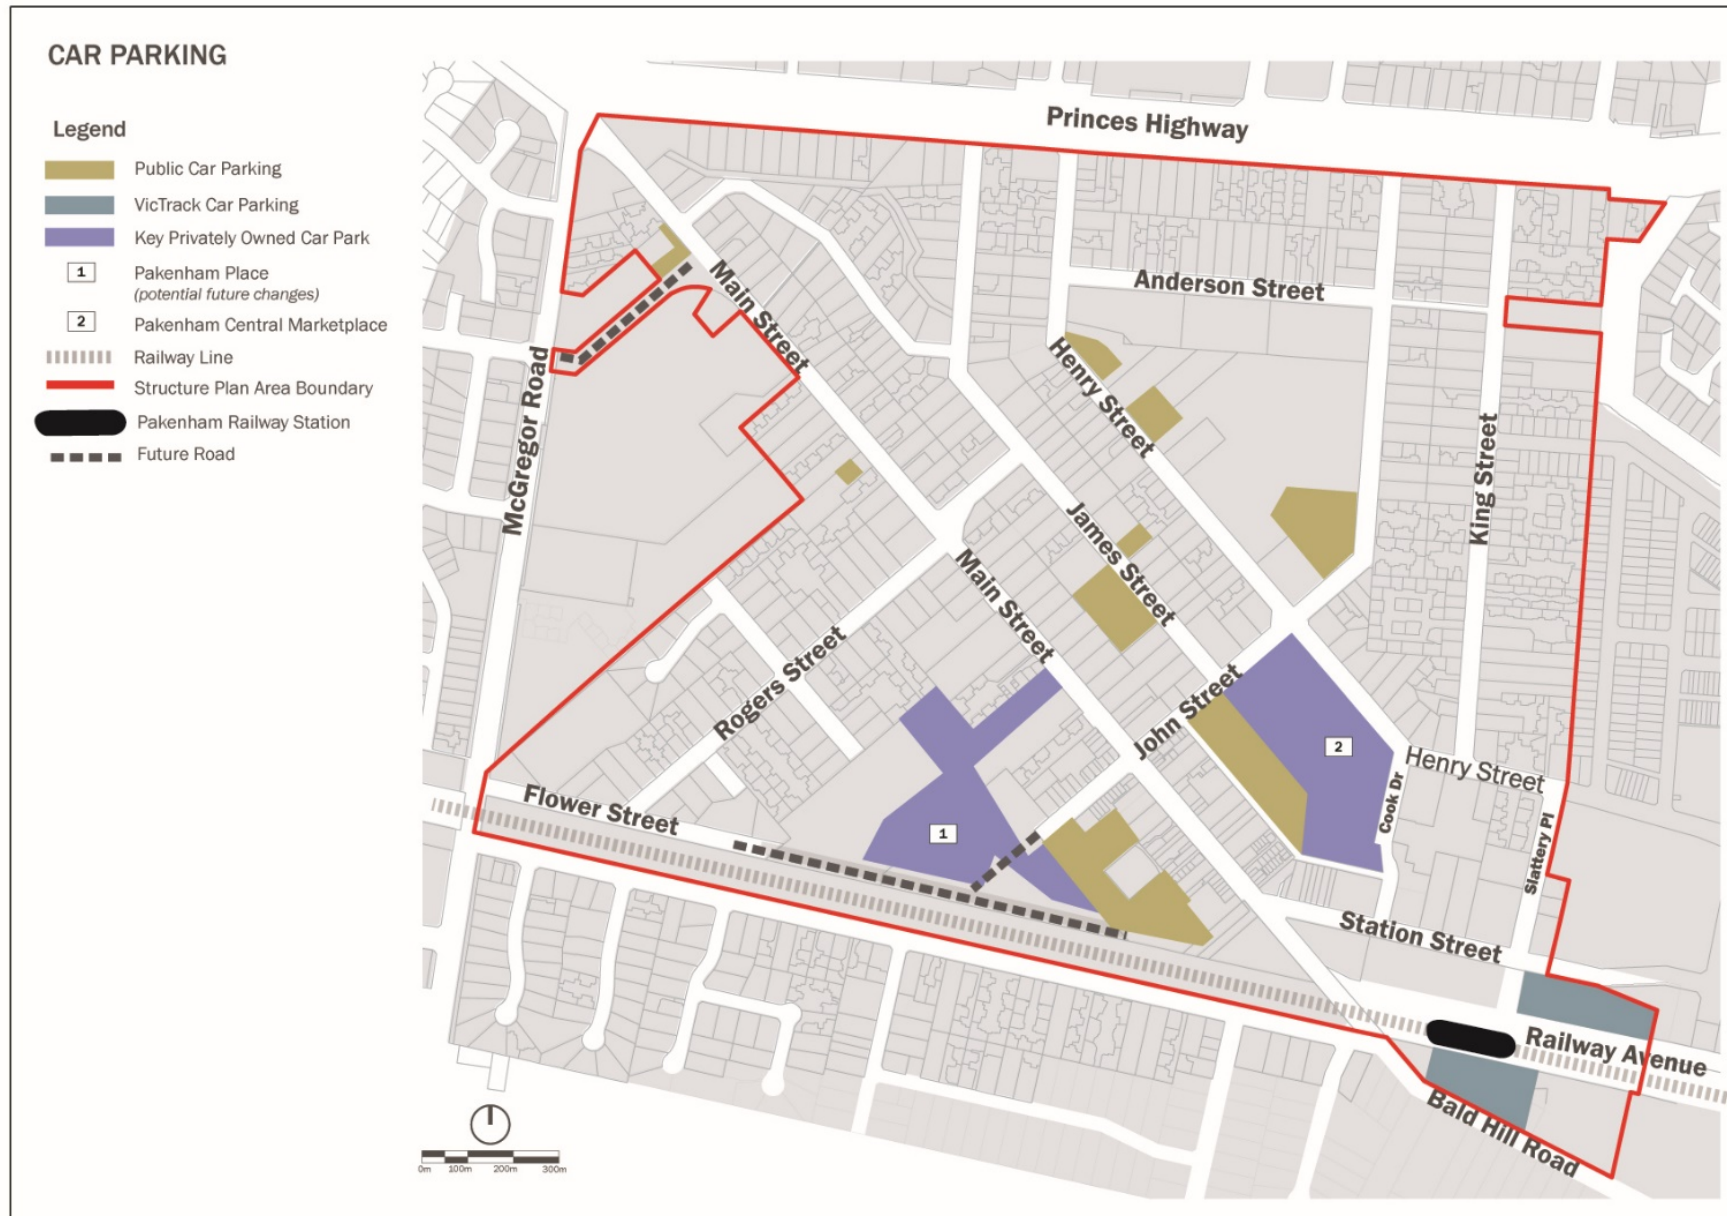 CAR PARKING
Legend
Public Car Parking
VicTrack Car Parking
Key Privately Owned Car Park
1 Pakenham Place
(potential future changes)
2 Pakenham Central Marketplace
Railway Line
Structure Plan Area Boundary
Pakenham Railway Station
Future Road
Princes Highway
Main Street
Anderson Street
McGregor Road
Henry Street
King Street
James Street
Main Street
Rogers Street
John Street
2
Henry Street
Cook Dr
Flower Street
1
Slattery Pl
Station Street
Railway Avenue
Bald Hill Road
0m 100m 200m 300m